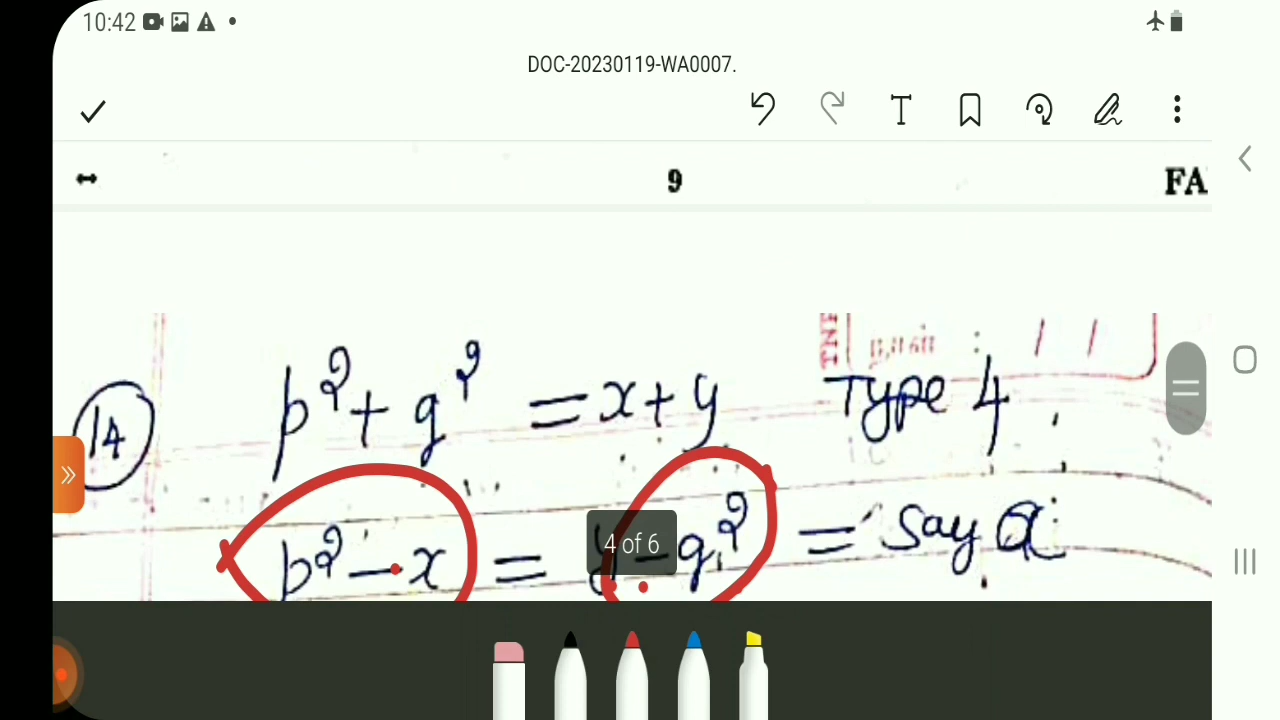 10:42
DOC-20230119-WA0007.
9 FA
14 p² + q² = x + y Type 4
p² - x = y - q² = say a
4 of 6